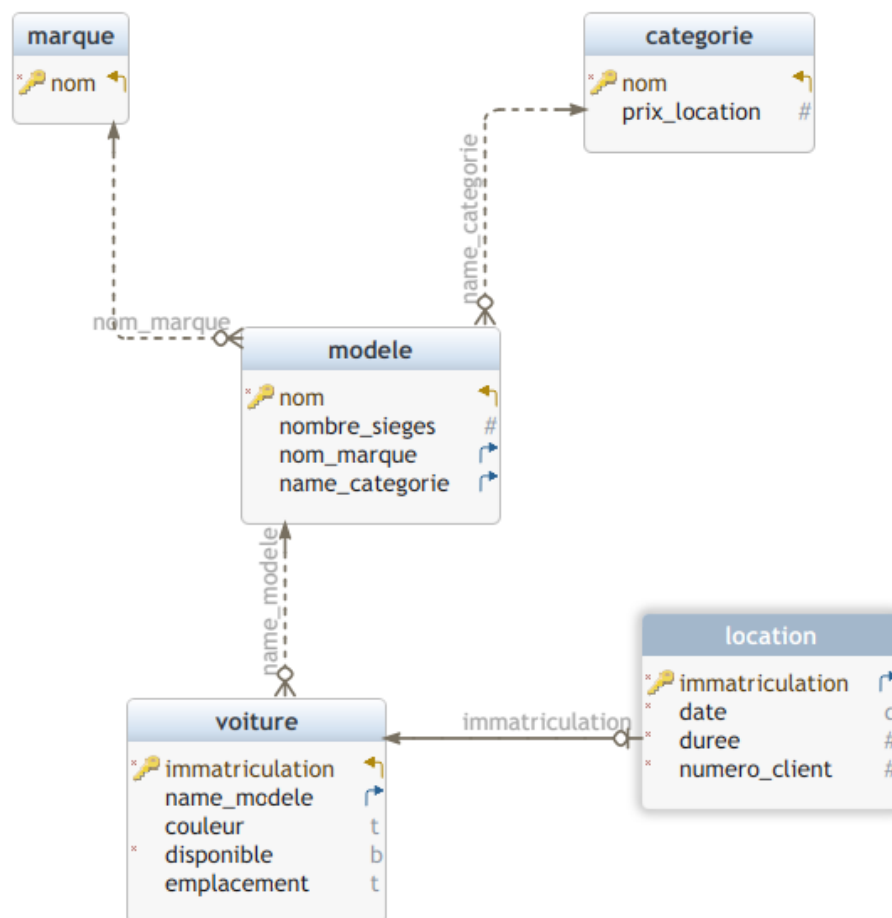 marque
nom
categorie
nom
prix_location #
name_categorie
nom_marque
modele
nom
nombre_sieges #
nom_marque
name_categorie
name_modele
location
immatriculation
date
duree #
numero_client #
immatriculation
voiture
immatriculation
name_modele
couleur t
disponible b
emplacement t